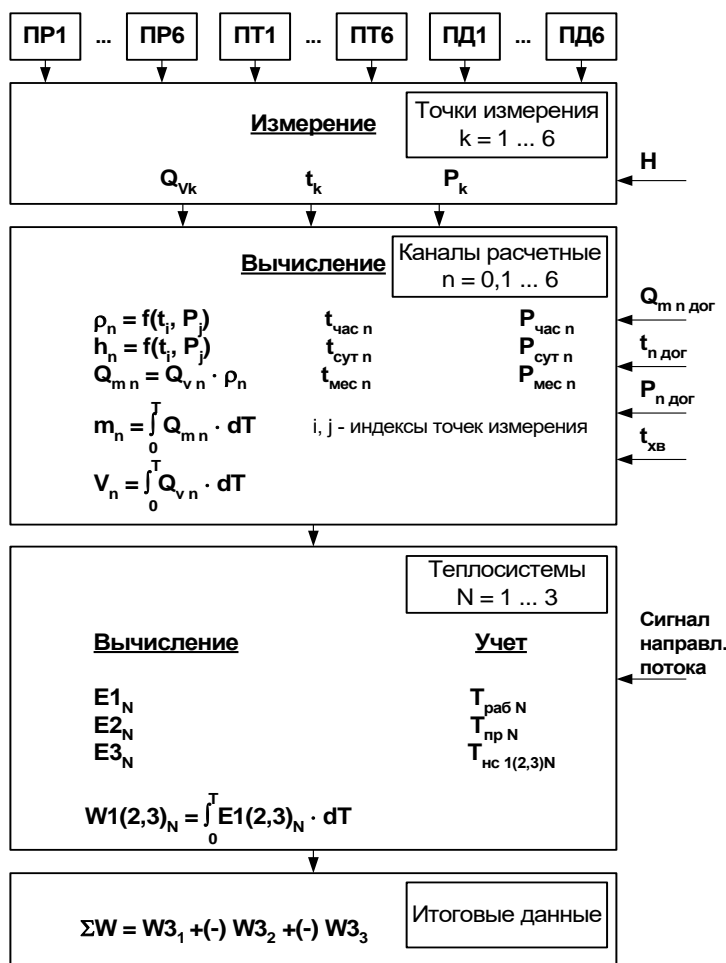 ПР1 ... ПР6 ПТ1 ... ПТ6 ПД1 ... ПД6
Измерение
Точки измерения
k = 1 ... 6
Q_Vk t_k P_k
H
Вычисление
Каналы расчетные
n = 0,1 ... 6
ρ_n = f(t_i, P_j) t_час n P_час n
h_n = f(t_i, P_j) t_сут n P_сут n
Q_m n = Q_v n · ρ_n t_мес n P_мес n
m_n = ∫_0^T Q_m n · dT i, j - индексы точек измерения
V_n = ∫_0^T Q_v n · dT
Q_m n дог
t_n дог
P_n дог
t_хв
Теплосистемы
N = 1 ... 3
Вычисление Учет
E1_N T_раб N
E2_N T_пр N
E3_N T_нс 1(2,3)N
W1(2,3)_N = ∫_0^T E1(2,3)_N · dT
Сигнал
направл.
потока
Итоговые данные
ΣW = W3_1 +(-) W3_2 +(-) W3_3